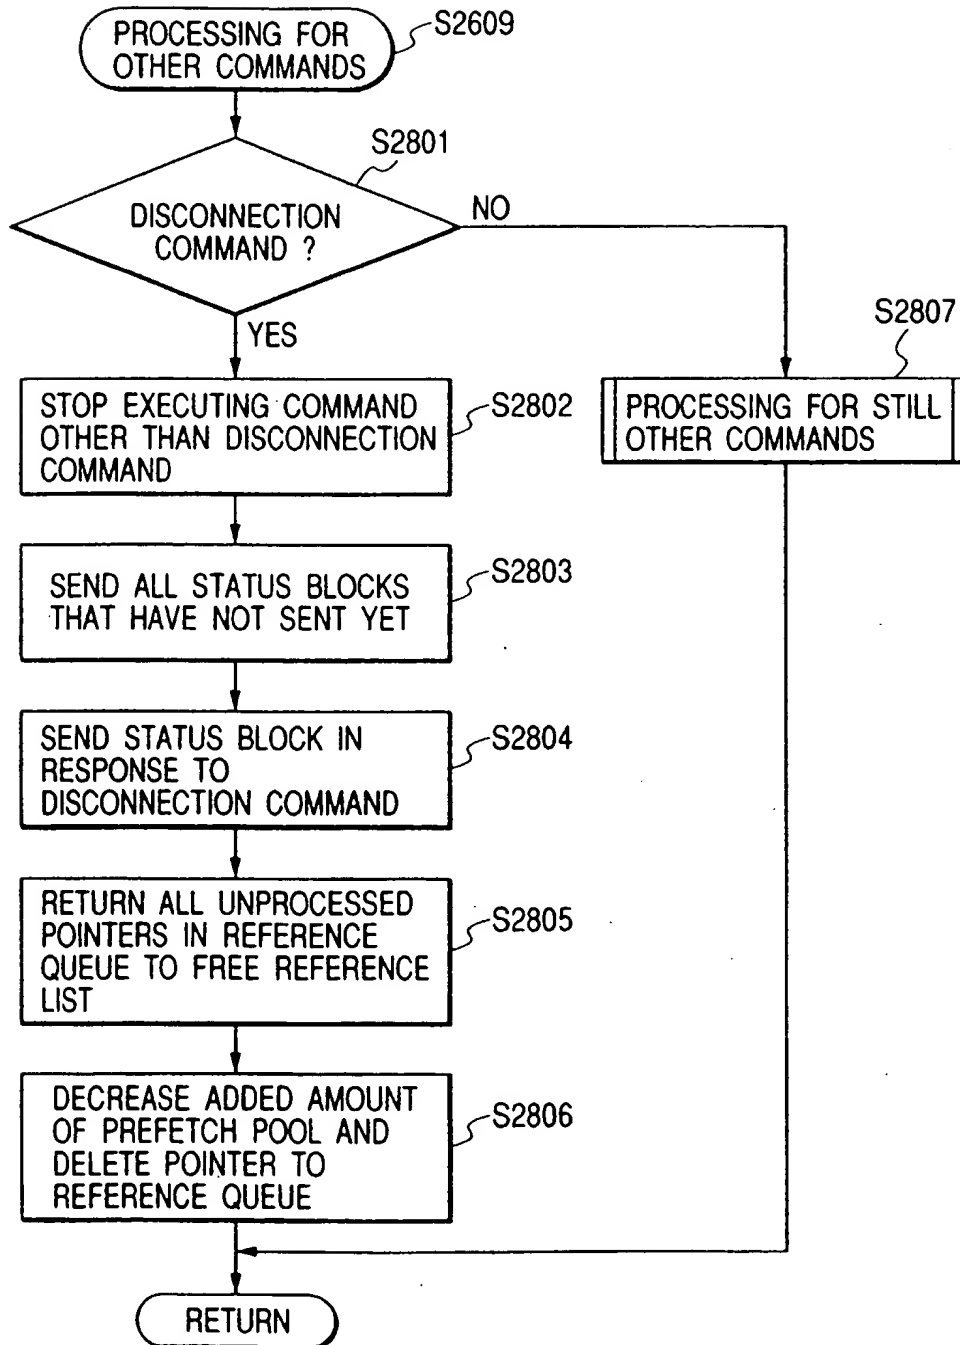 PROCESSING FOR
OTHER COMMANDS
S2609
S2801
DISCONNECTION
COMMAND ?
NO
YES
S2807
STOP EXECUTING COMMAND
OTHER THAN DISCONNECTION
COMMAND
S2802
PROCESSING FOR STILL
OTHER COMMANDS
SEND ALL STATUS BLOCKS
THAT HAVE NOT SENT YET
S2803
SEND STATUS BLOCK IN
RESPONSE TO
DISCONNECTION COMMAND
S2804
RETURN ALL UNPROCESSED
POINTERS IN REFERENCE
QUEUE TO FREE REFERENCE
LIST
S2805
DECREASE ADDED AMOUNT
OF PREFETCH POOL AND
DELETE POINTER TO
REFERENCE QUEUE
S2806
RETURN